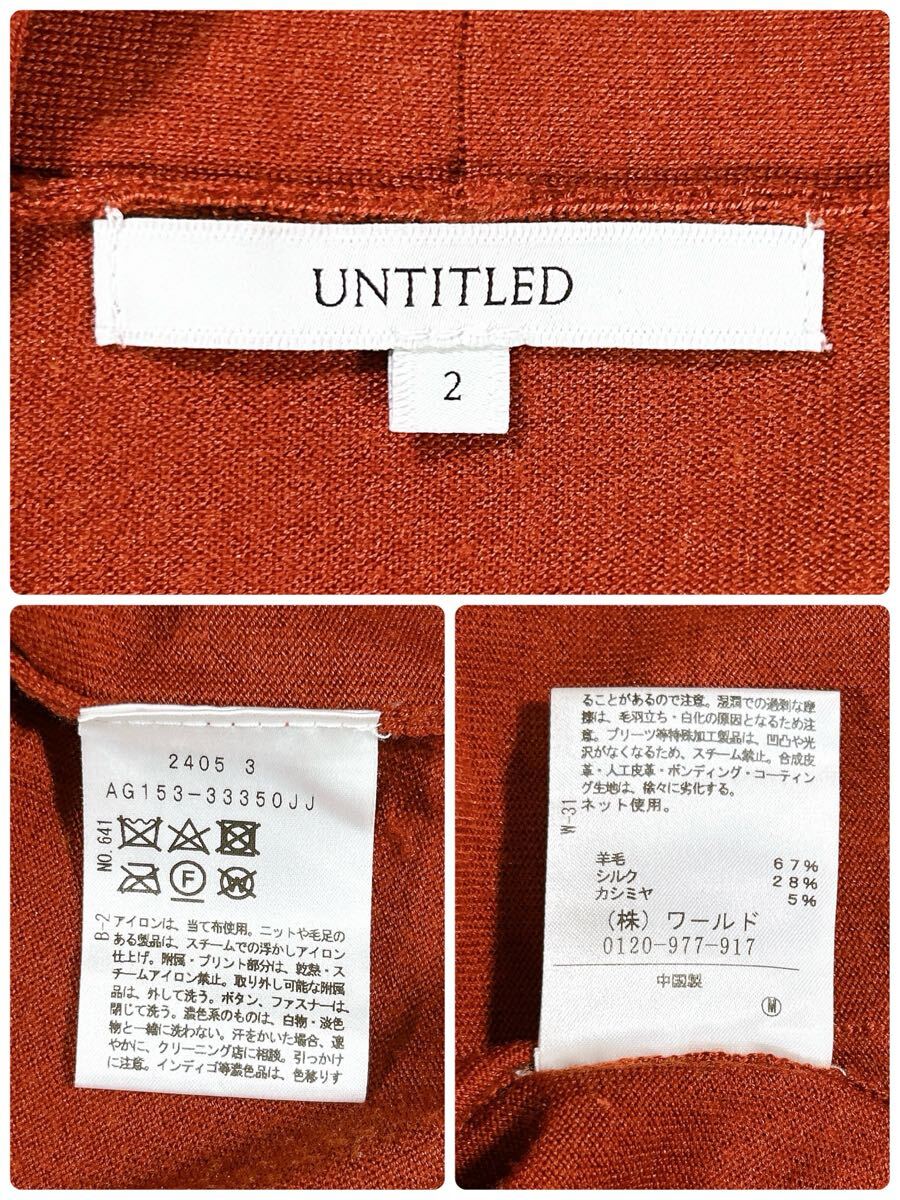 UNTITLED
2
2405 3
AG153-33350JJ
NO.641
F
W
B-2
アイロンは、当て布使用。ニットや毛足の
ある製品は、スチームでの浮かしアイロン
仕上げ。附属・プリント部分は、乾熱・ス
チームアイロン禁止。取り外し可能な附属
品は、外して洗う。ボタン、ファスナーは
閉じて洗う。濃色系のものは、白物・淡色
物と一緒に洗わない。汗をかいた場合、速
やかに、クリーニング店に相談。引っかけ
に注意。インディゴ等濃色品は、色移りす
ることがあるので注意。湿潤での過剰な摩
擦は、毛羽立ち・白化の原因となるため注
意。プリーツ等特殊加工製品は、凹凸や光
沢がなくなるため、スチーム禁止。合成皮
革・人工皮革・ボンディング・コーティン
グ生地は、徐々に劣化する。
ネット使用。
W-31
羊毛 67%
シルク 28%
カシミヤ 5%
(株) ワールド
0120-977-917
中国製
M